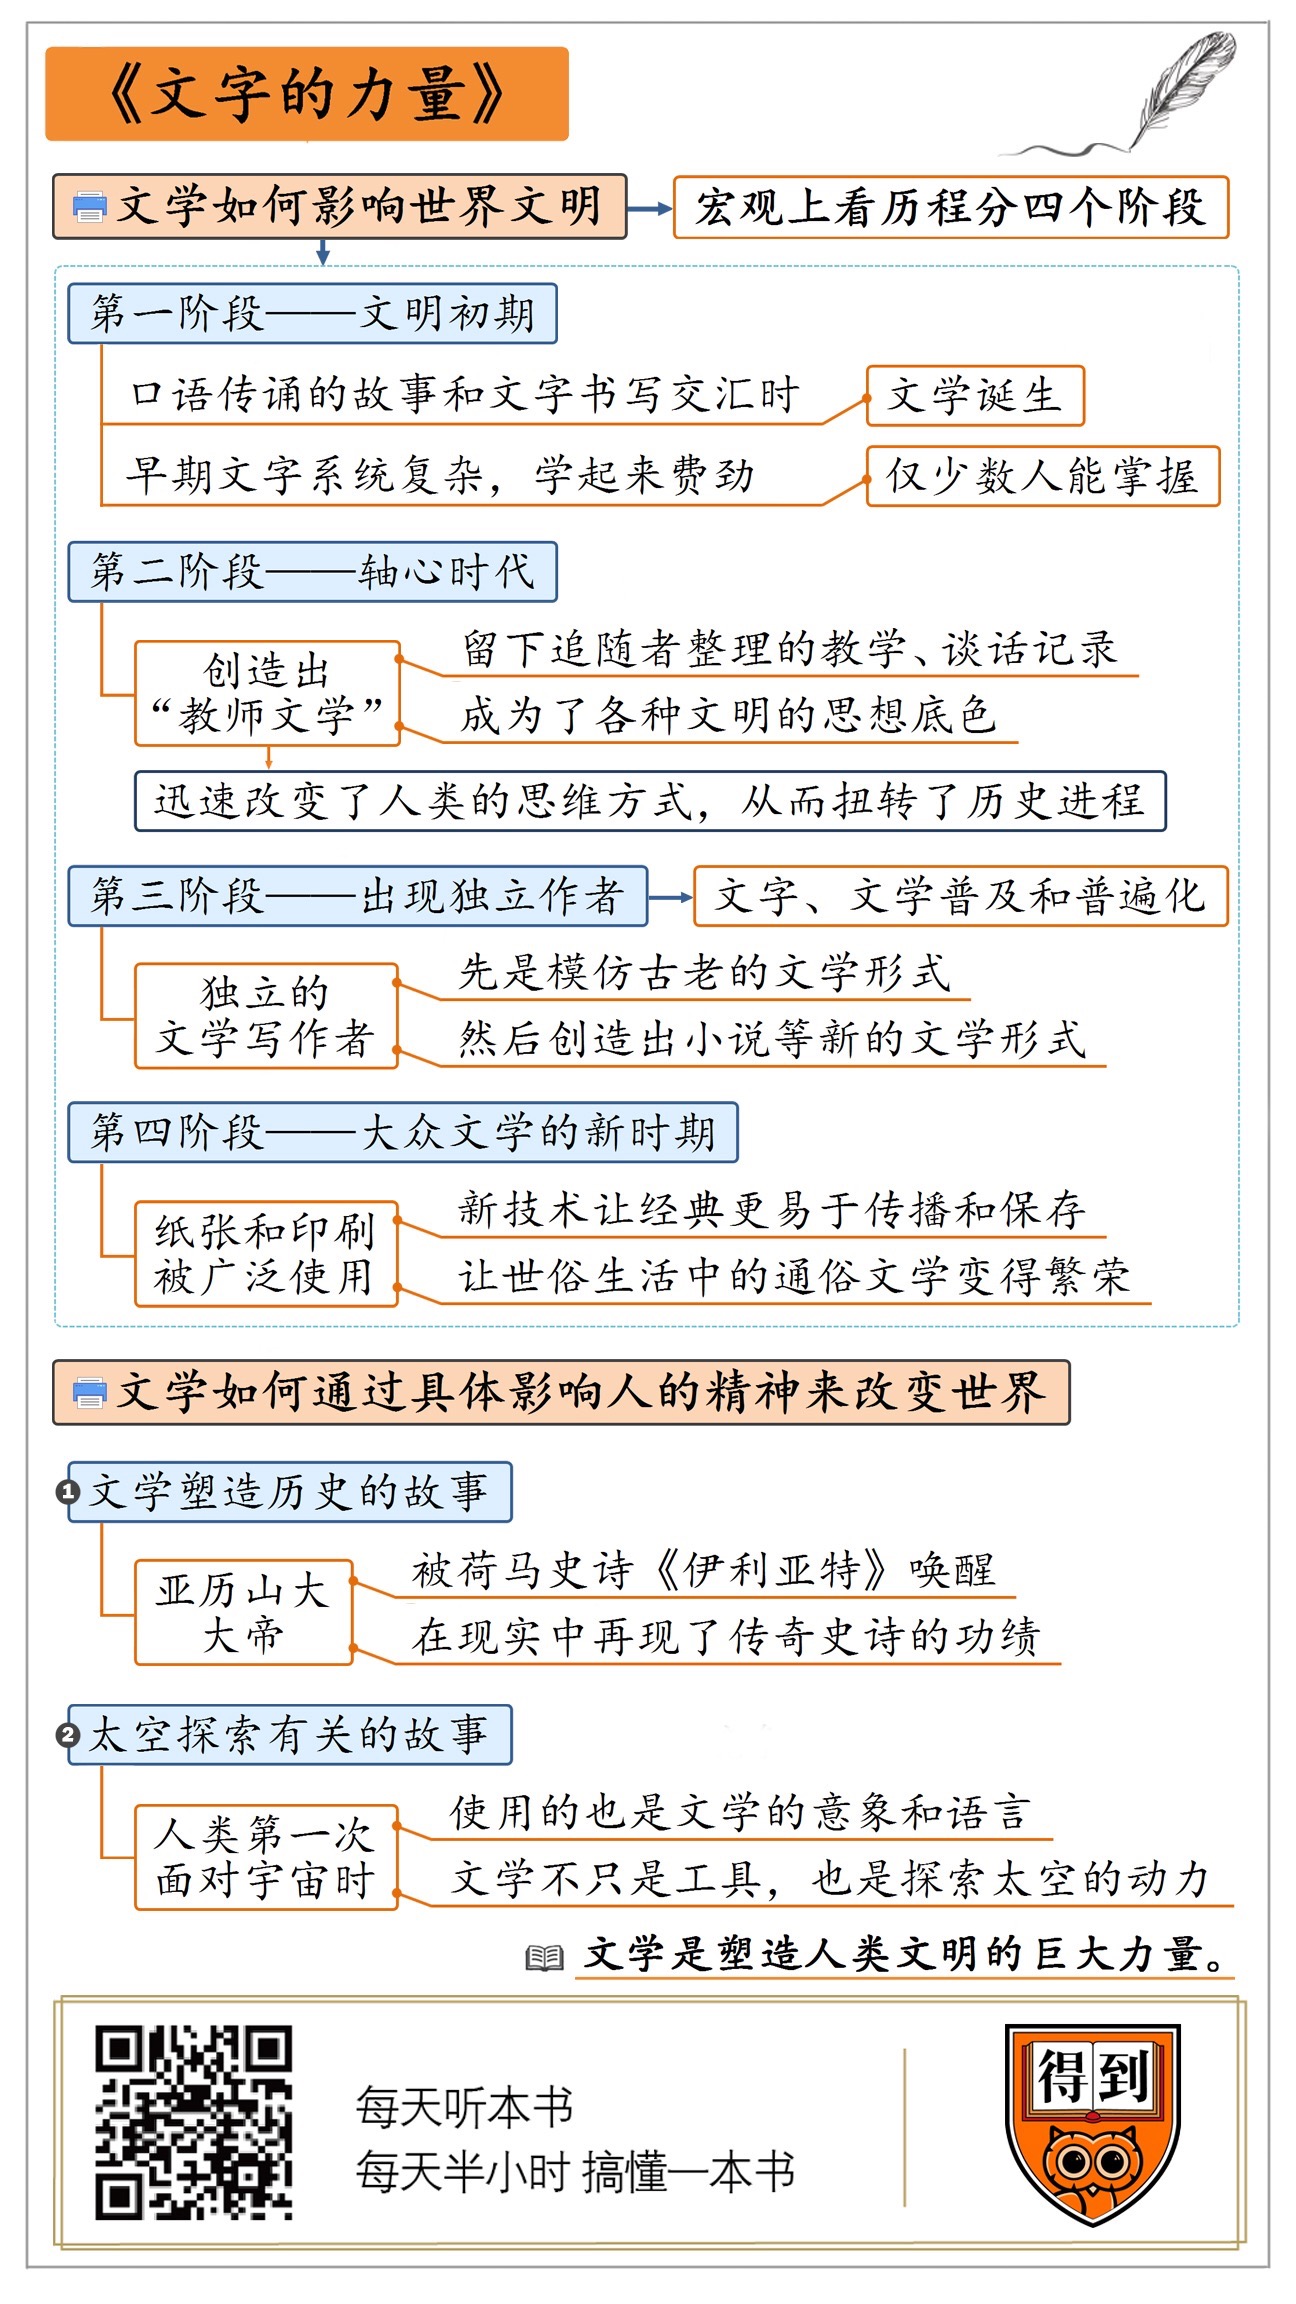 《文字的力量》
文学如何影响世界文明
宏观上看历程分四个阶段
第一阶段——文明初期
口语传诵的故事和文字书写交汇时
文学诞生
早期文字系统复杂，学起来费劲
仅少数人能掌握
第二阶段——轴心时代
创造出
“教师文学”
留下追随者整理的教学、谈话记录
成为了各种文明的思想底色
迅速改变了人类的思维方式，从而扭转了历史进程
第三阶段——出现独立作者
文字、文学普及和普遍化
独立的
文学写作者
先是模仿古老的文学形式
然后创造出小说等新的文学形式
第四阶段——大众文学的新时期
纸张和印刷
被广泛使用
新技术让经典更易于传播和保存
让世俗生活中的通俗文学变得繁荣
文学如何通过具体影响人的精神来改变世界
1 文学塑造历史的故事
亚历山大
大帝
被荷马史诗《伊利亚特》唤醒
在现实中再现了传奇史诗的功绩
2 太空探索有关的故事
人类第一次
面对宇宙时
使用的也是文学的意象和语言
文学不只是工具，也是探索太空的动力
文学是塑造人类文明的巨大力量。
每天听本书
每天半小时 搞懂一本书
得到